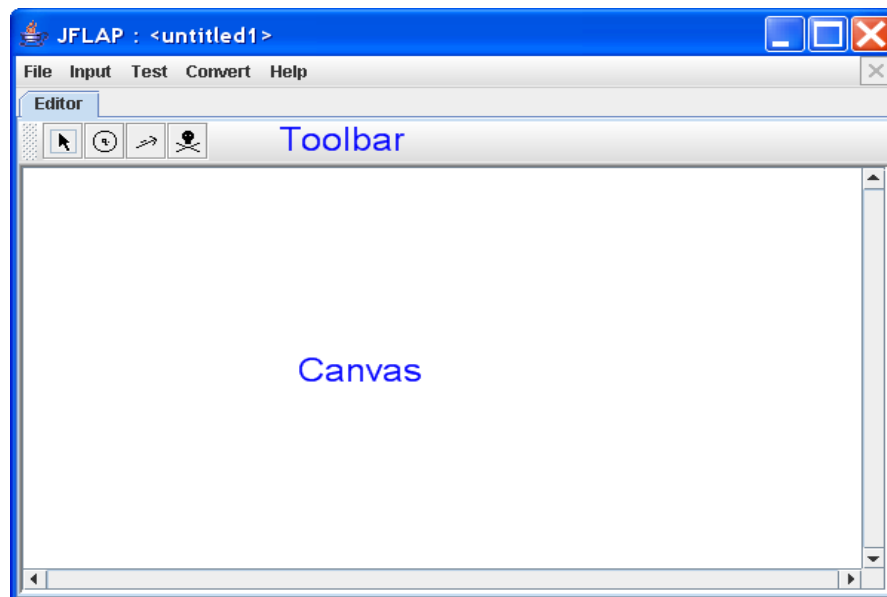 JFLAP : <untitled1>
File Input Test Convert Help
Editor
Toolbar
Canvas